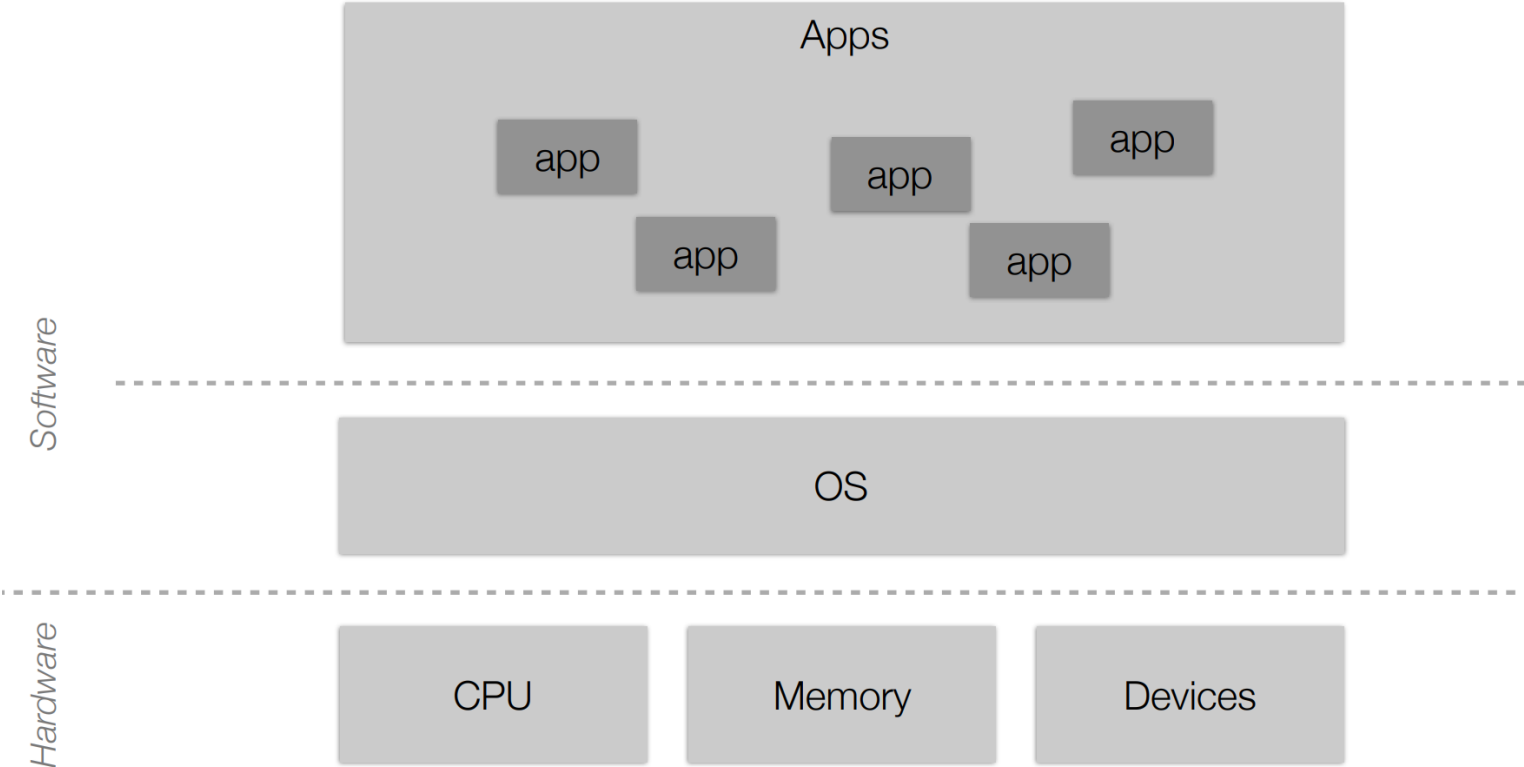 Apps
app
app
app
app
app
Software
OS
Hardware
CPU
Memory
Devices